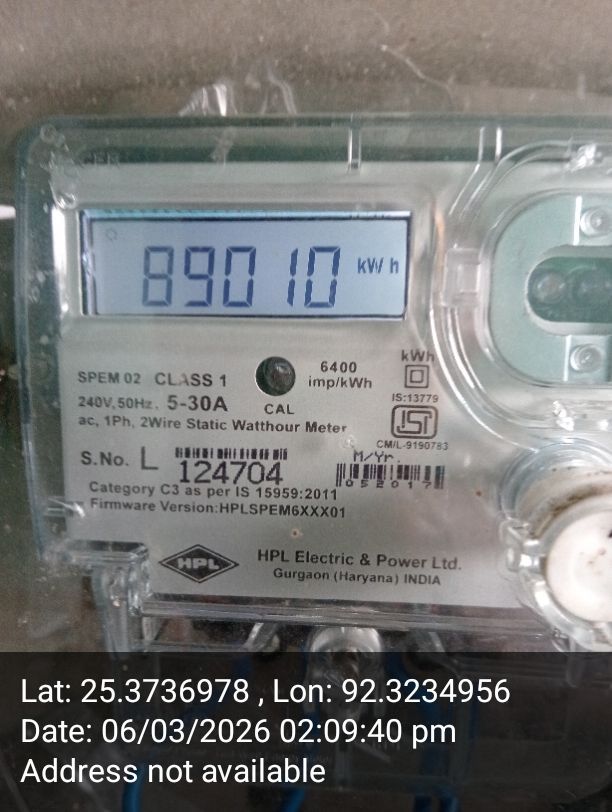 89010 kWh
SPEM 02 CLASS 1
240V, 50Hz, 5-30A
ac, 1Ph, 2Wire Static Watthour Meter
CAL
6400
imp/kWh
kWh
IS:13779
ISI
CM/L-9190783
S.No. L 124704
M/Yr.
052017
Category C3 as per IS 15959:2011
Firmware Version:HPLSPEM6XXX01
HPL
HPL Electric & Power Ltd.
Gurgaon (Haryana) INDIA
Lat: 25.3736978 , Lon: 92.3234956
Date: 06/03/2026 02:09:40 pm
Address not available